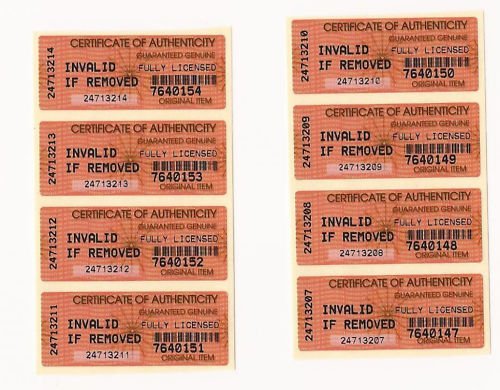 24713214
CERTIFICATE OF AUTHENTICITY
GUARANTEED GENUINE
INVALID FULLY LICENSED
IF REMOVED
7640154
24713214 ORIGINAL ITEM
24713213
CERTIFICATE OF AUTHENTICITY
GUARANTEED GENUINE
INVALID FULLY LICENSED
IF REMOVED
7640153
24713213 ORIGINAL ITEM
24713212
CERTIFICATE OF AUTHENTICITY
GUARANTEED GENUINE
INVALID FULLY LICENSED
IF REMOVED
7640152
24713212 ORIGINAL ITEM
24713211
CERTIFICATE OF AUTHENTICITY
GUARANTEED GENUINE
INVALID FULLY LICENSED
IF REMOVED
7640151
24713211 ORIGINAL ITEM
24713210
CERTIFICATE OF AUTHENTICITY
GUARANTEED GENUINE
INVALID FULLY LICENSED
IF REMOVED
7640150
24713210 ORIGINAL ITEM
24713209
CERTIFICATE OF AUTHENTICITY
GUARANTEED GENUINE
INVALID FULLY LICENSED
IF REMOVED
7640149
24713209 ORIGINAL ITEM
24713208
CERTIFICATE OF AUTHENTICITY
GUARANTEED GENUINE
INVALID FULLY LICENSED
IF REMOVED
7640148
24713208 ORIGINAL ITEM
24713207
CERTIFICATE OF AUTHENTICITY
GUARANTEED GENUINE
INVALID FULLY LICENSED
IF REMOVED
7640147
24713207 ORIGINAL ITEM